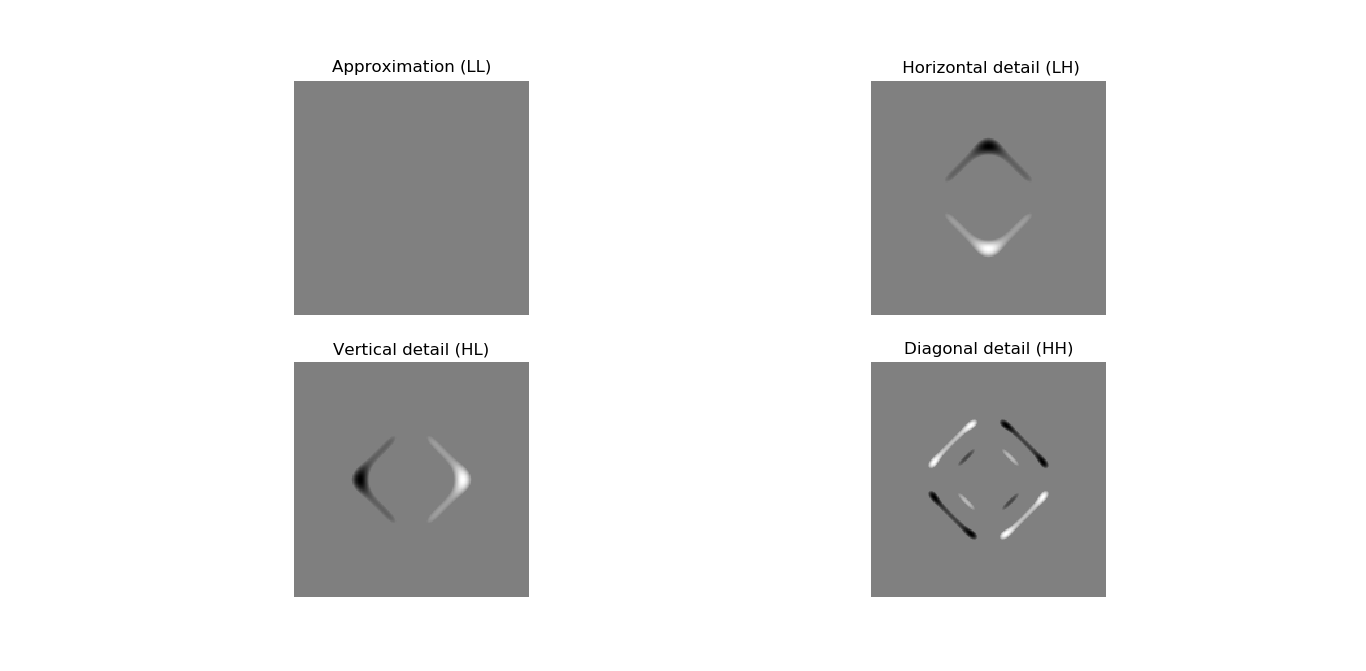 Approximation (LL)
Horizontal detail (LH)
Vertical detail (HL)
Diagonal detail (HH)